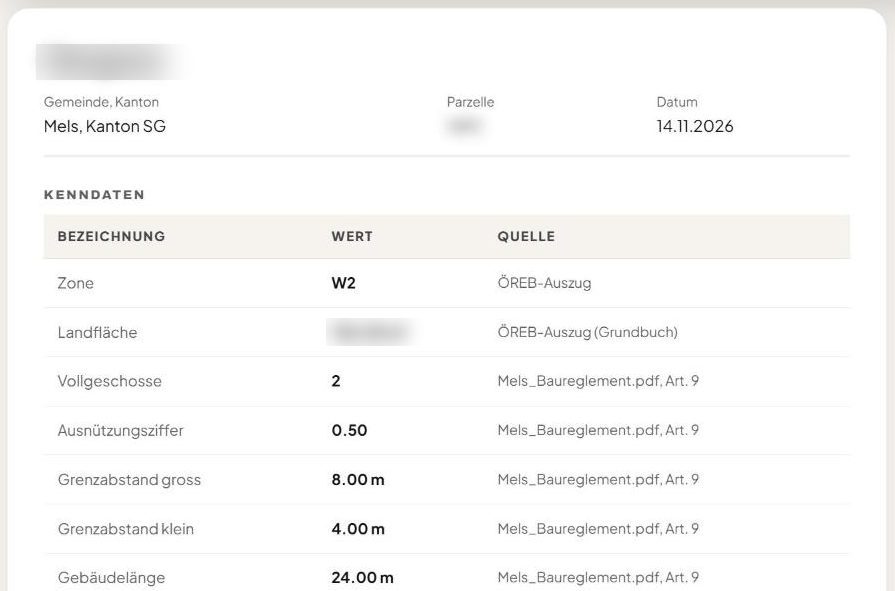 Gemeinde, Kanton Parzelle Datum
Mels, Kanton SG 14.11.2026
KENNDATEN
BEZEICHNUNG WERT QUELLE
Zone W2 ÖREB-Auszug
Landfläche ÖREB-Auszug (Grundbuch)
Vollgeschosse 2 Mels_Baureglement.pdf, Art. 9
Ausnützungsziffer 0.50 Mels_Baureglement.pdf, Art. 9
Grenzabstand gross 8.00 m Mels_Baureglement.pdf, Art. 9
Grenzabstand klein 4.00 m Mels_Baureglement.pdf, Art. 9
Gebäudelänge 24.00 m Mels_Baureglement.pdf, Art. 9